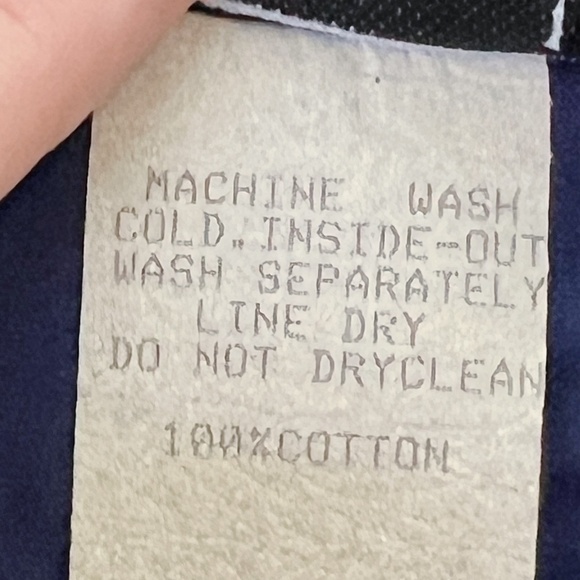 MACHINE WASH
COLD.INSIDE-OUT
WASH SEPARATELY
LINE DRY
DO NOT DRYCLEAN
100%COTTON